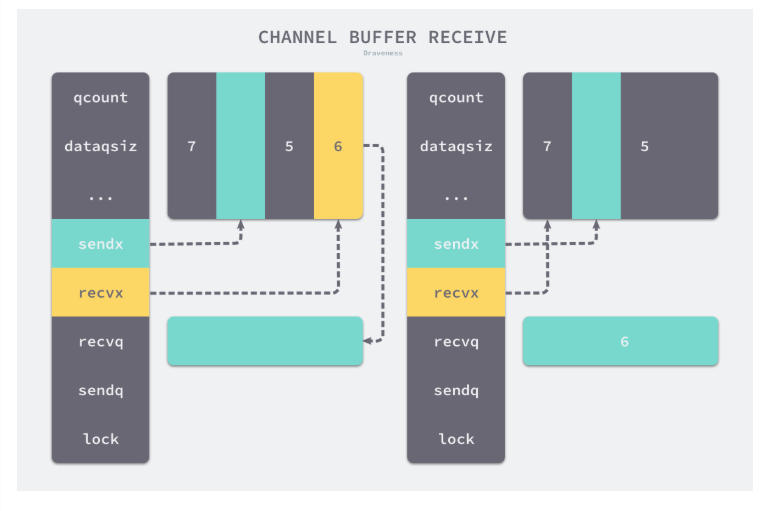 CHANNEL BUFFER RECEIVE
Draveness
qcount
dataqsiz
...
sendx
recvx
recvq
sendq
lock
7
5
6
qcount
dataqsiz
...
sendx
recvx
recvq
sendq
lock
7
5
6